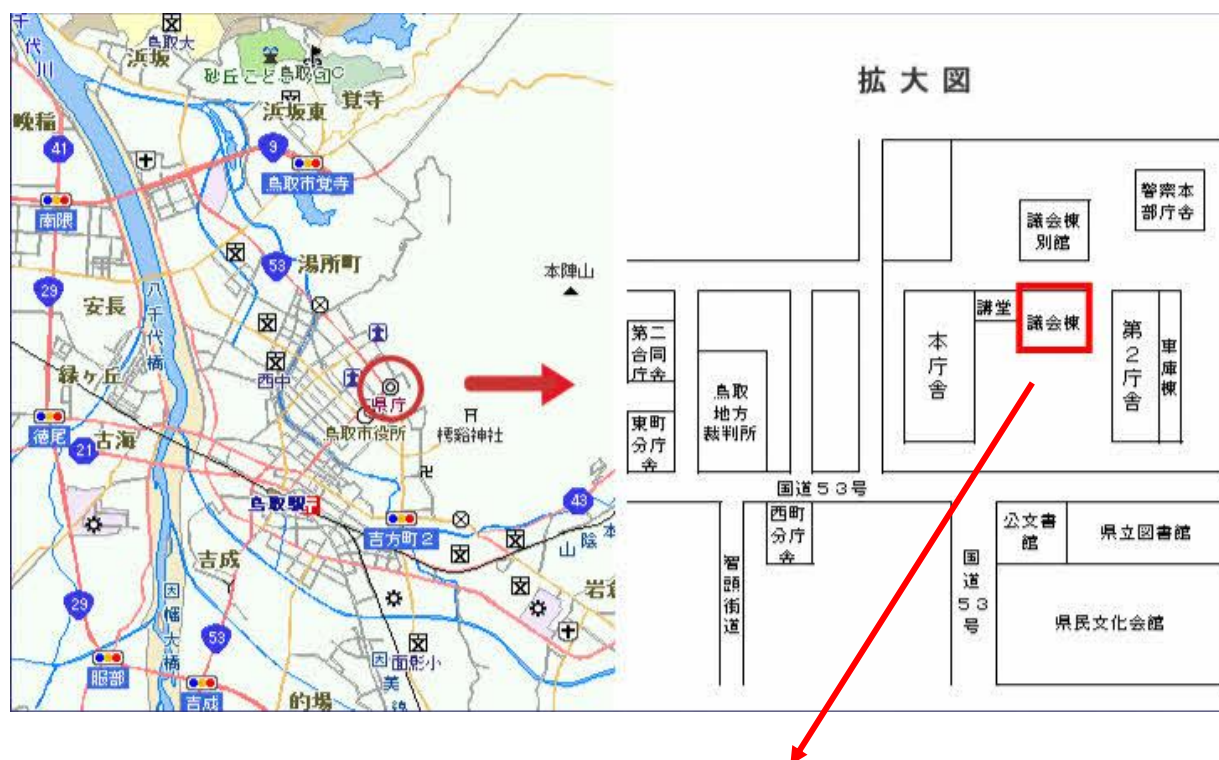 千代川
鳥取大
浜坂
砂丘こども
鳥取
浜坂東
覚寺
晩稲
41
9
鳥取市覚寺
南隈
53
湯所町
本陣山
29
安長
八千代橋
西中
緑ヶ丘
県庁
鳥取市役所
樗谿神社
徳尾
21
古海
鳥取駅
43
吉方町2
山陰本
吉成
岩倉
29
因幡大橋
53
服部
吉成
面影小
因美線
的場
拡大図
警察本
部庁舎
議会棟
別館
講堂
議会棟
本庁舎
第2庁舎
車庫棟
第二
合同
庁舎
鳥取
地方
裁判所
東町
分庁
舎
国道53号
西町
分庁
舎
智頭街道
国道53号
公文書
館
県立図書館
県民文化会館